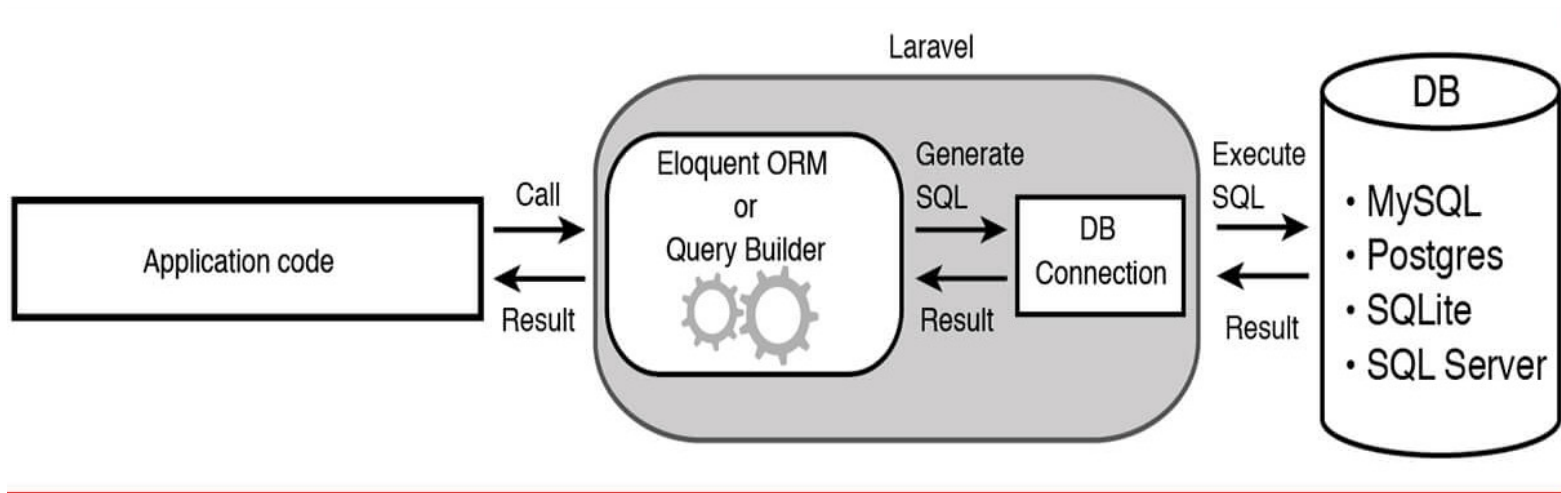 Laravel
Application code
Call
Result
Eloquent ORM
or
Query Builder
Generate
SQL
Result
DB
Connection
Execute
SQL
Result
DB
• MySQL
• Postgres
• SQLite
• SQL Server